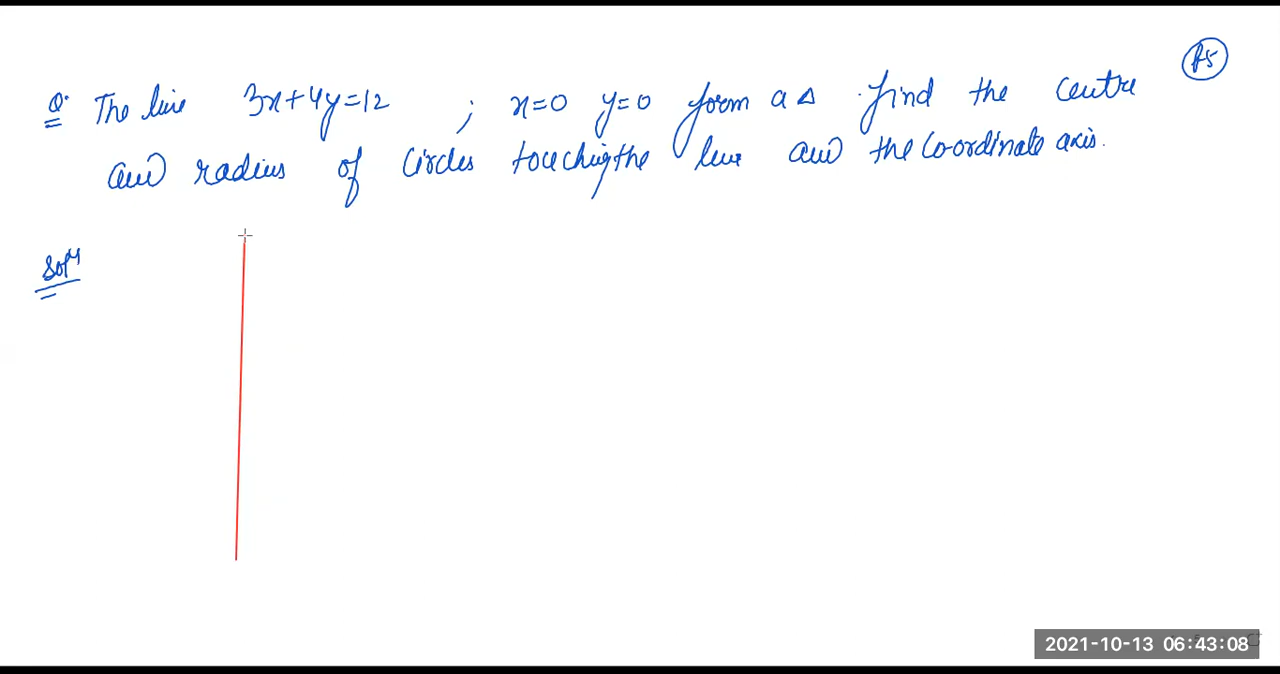 Q. The line 3x+4y=12 ; x=0 y=0 form a Δ . find the centre
and radius of circles touching the line and the coordinate axis.
Solⁿ
2021-10-13 06:43:08